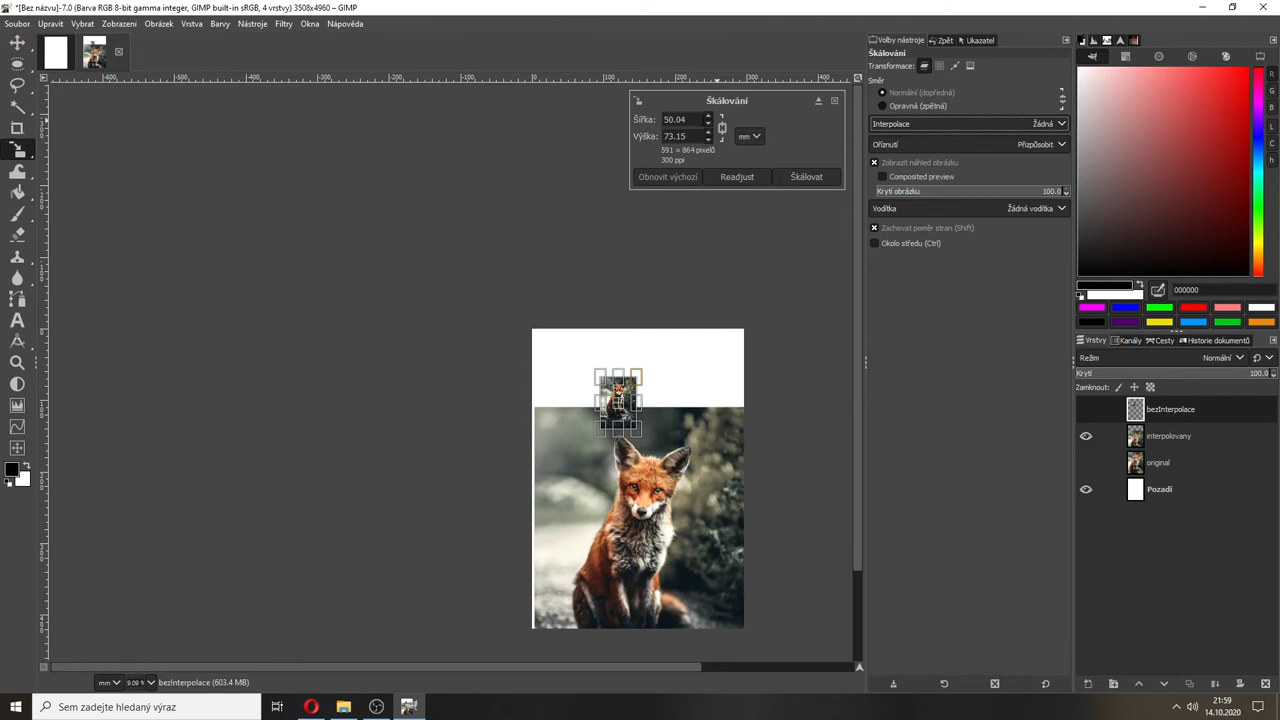 *[Bez názvu]-7.0 (Barva RGB 8-bit gamma integer, GIMP built-in sRGB, 4 vrstvy) 3508x4960 – GIMP
Soubor Upravit Vybrat Zobrazení Obrázek Vrstva Barvy Nástroje Filtry Okna Nápověda
Volby nástroje Zpět Ukazatel
Škálování
Transformace:
Směr
Normální (dopředná)
Opravná (zpětná)
Interpolace Žádná
Oříznutí Přizpůsobit
Zobrazit náhled obrázku
Composited preview
Krytí obrázku 100.0
Vodítka Žádná vodítka
Zachovat poměr stran (Shift)
Okolo středu (Ctrl)
Škálování
Šířka: 50.04
Výška: 73.15 mm
591 × 864 pixelů
300 ppi
Obnovit výchozí Readjust Škálovat
R
G
B
L
C
h
000000
Vrstvy Kanály Cesty Historie dokumentů
Režim Normální
Krytí 100.0
Zamknout:
bezInterpolace
interpolovany
original
Pozadí
mm 9.09 % bezInterpolace (603.4 MB)
Sem zadejte hledaný výraz
21:59
14.10.2020